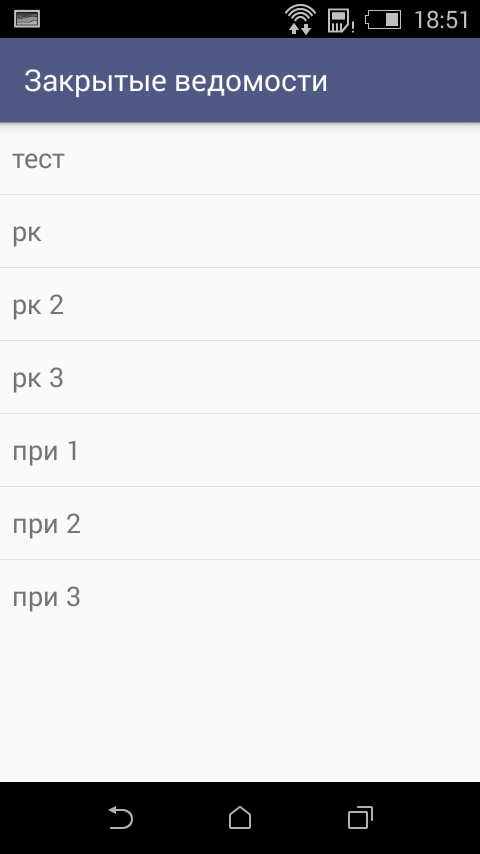 18:51
Закрытые ведомости
тест
рк
рк 2
рк 3
при 1
при 2
при 3